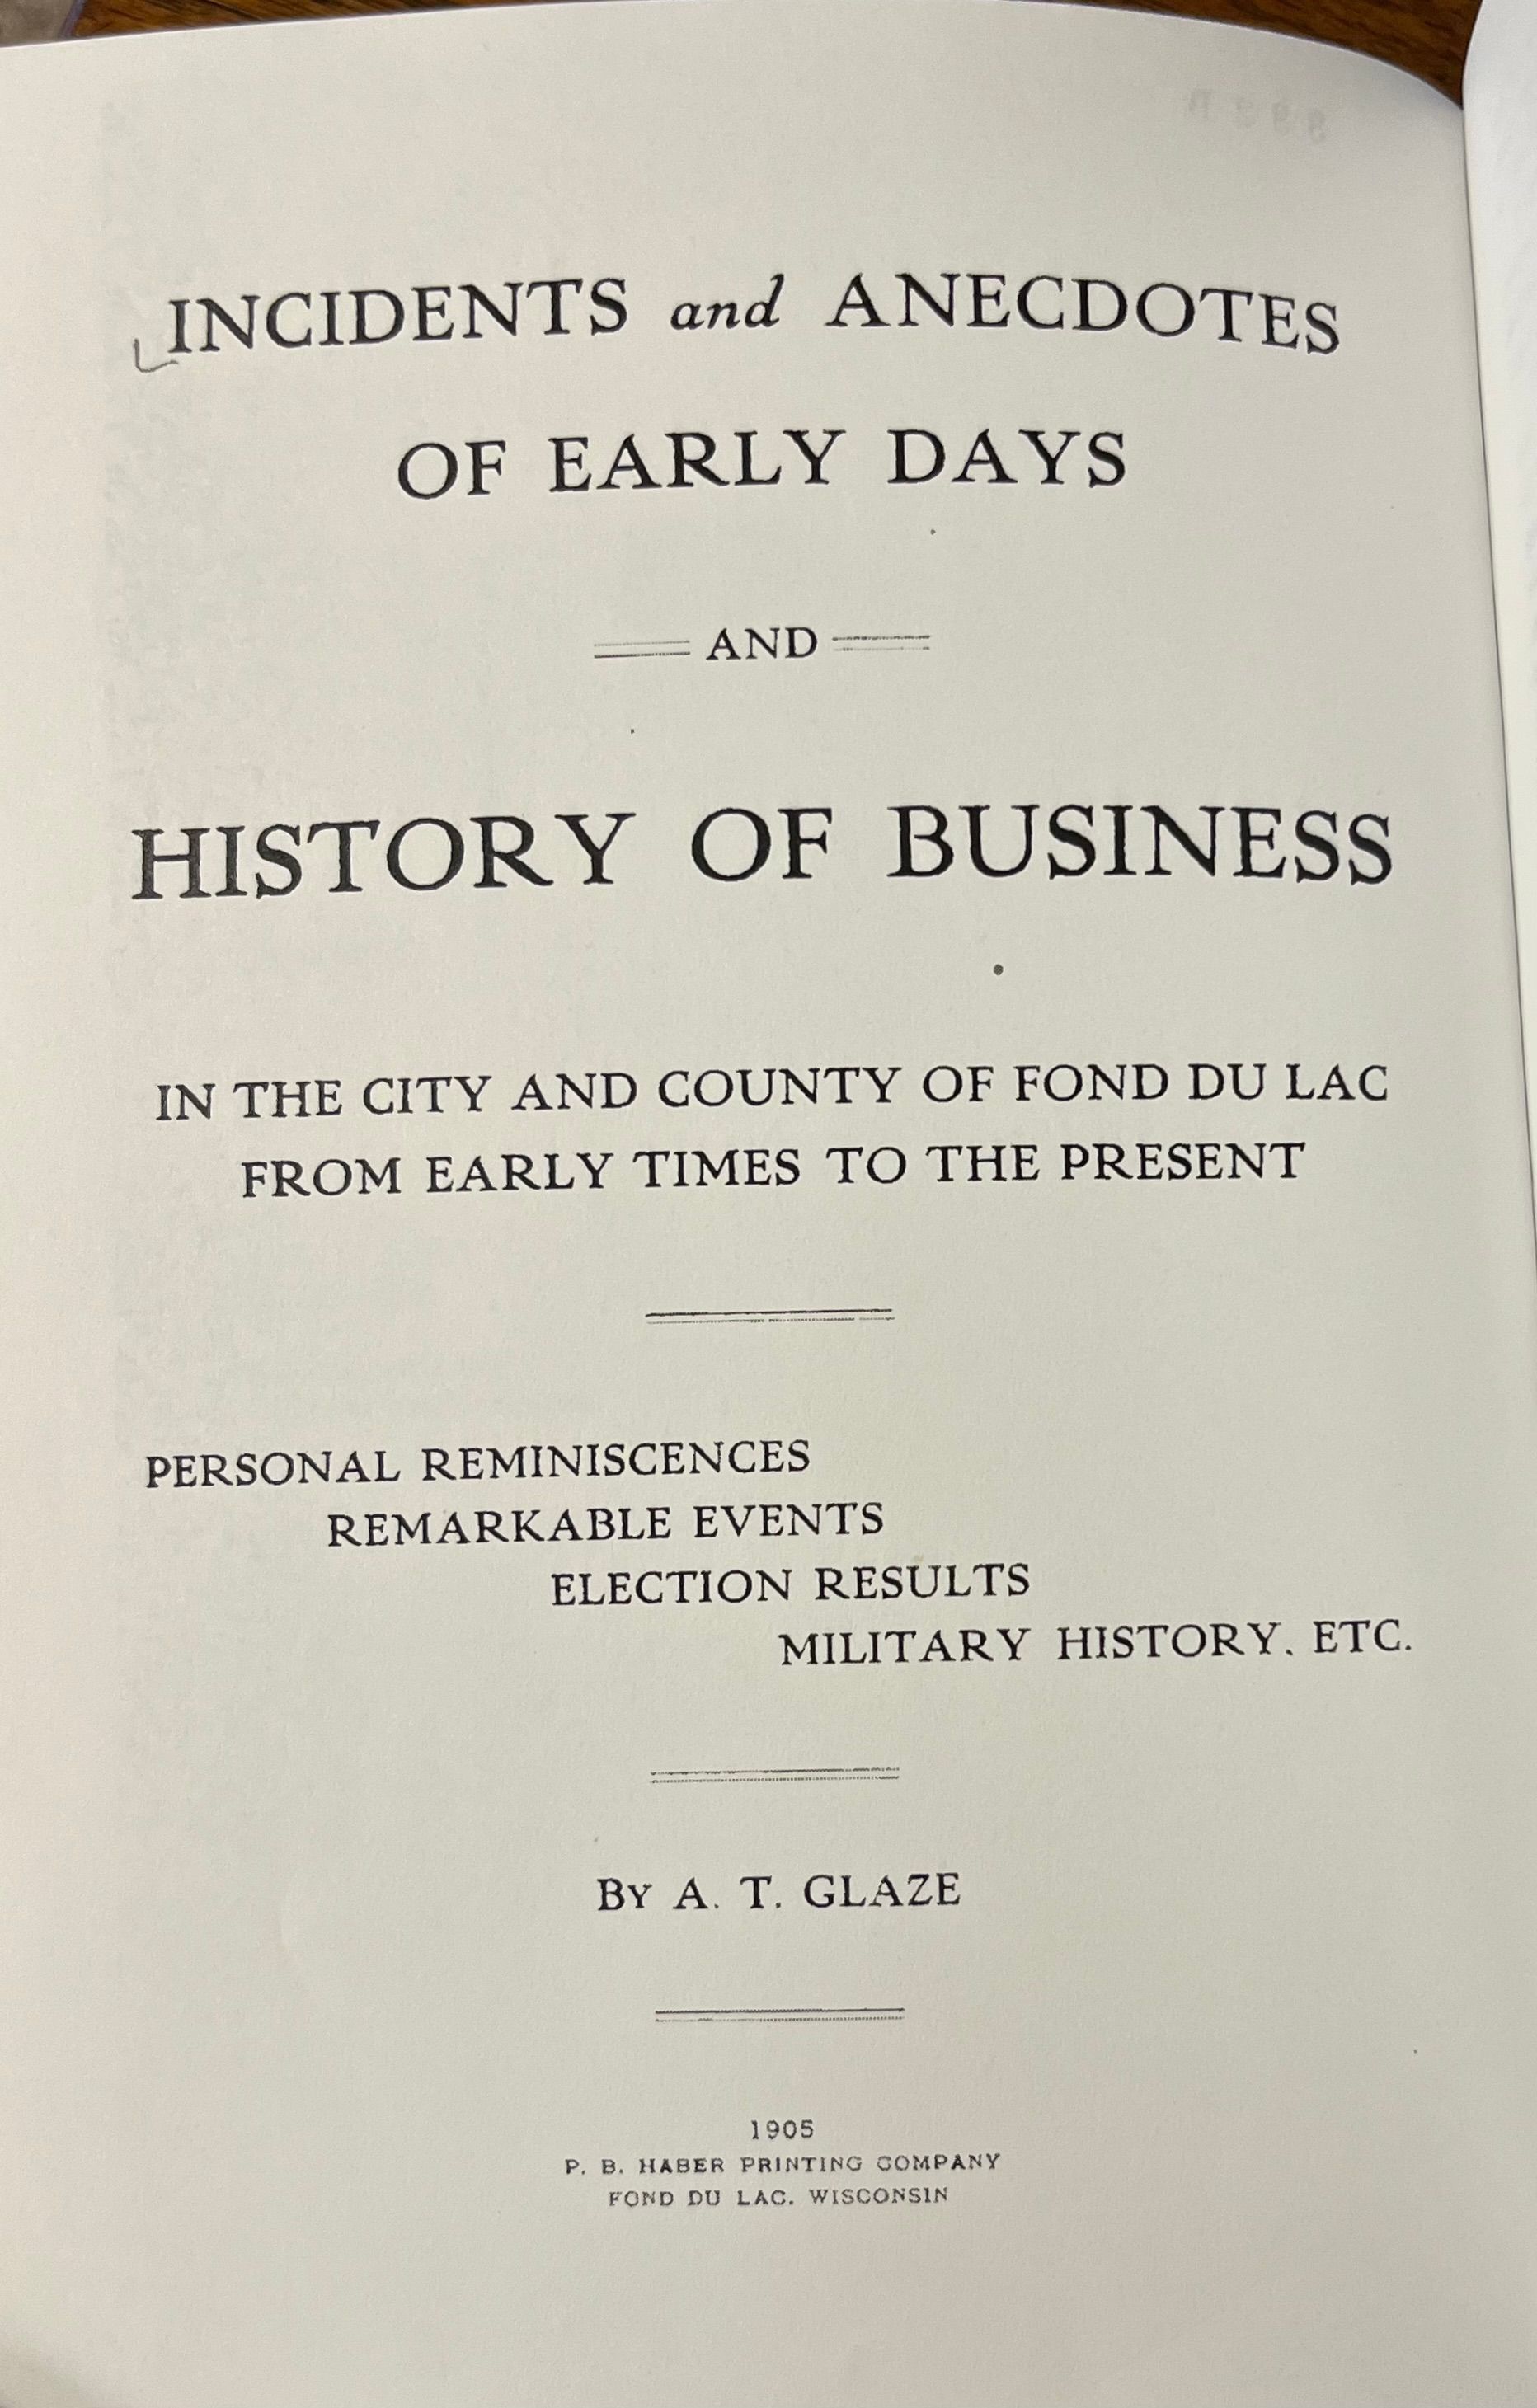 INCIDENTS and ANECDOTES
OF EARLY DAYS
AND
HISTORY OF BUSINESS
IN THE CITY AND COUNTY OF FOND DU LAC
FROM EARLY TIMES TO THE PRESENT
PERSONAL REMINISCENCES
REMARKABLE EVENTS
ELECTION RESULTS
MILITARY HISTORY. ETC.
BY A. T. GLAZE
1905
P. B. HABER PRINTING COMPANY
FOND DU LAC. WISCONSIN